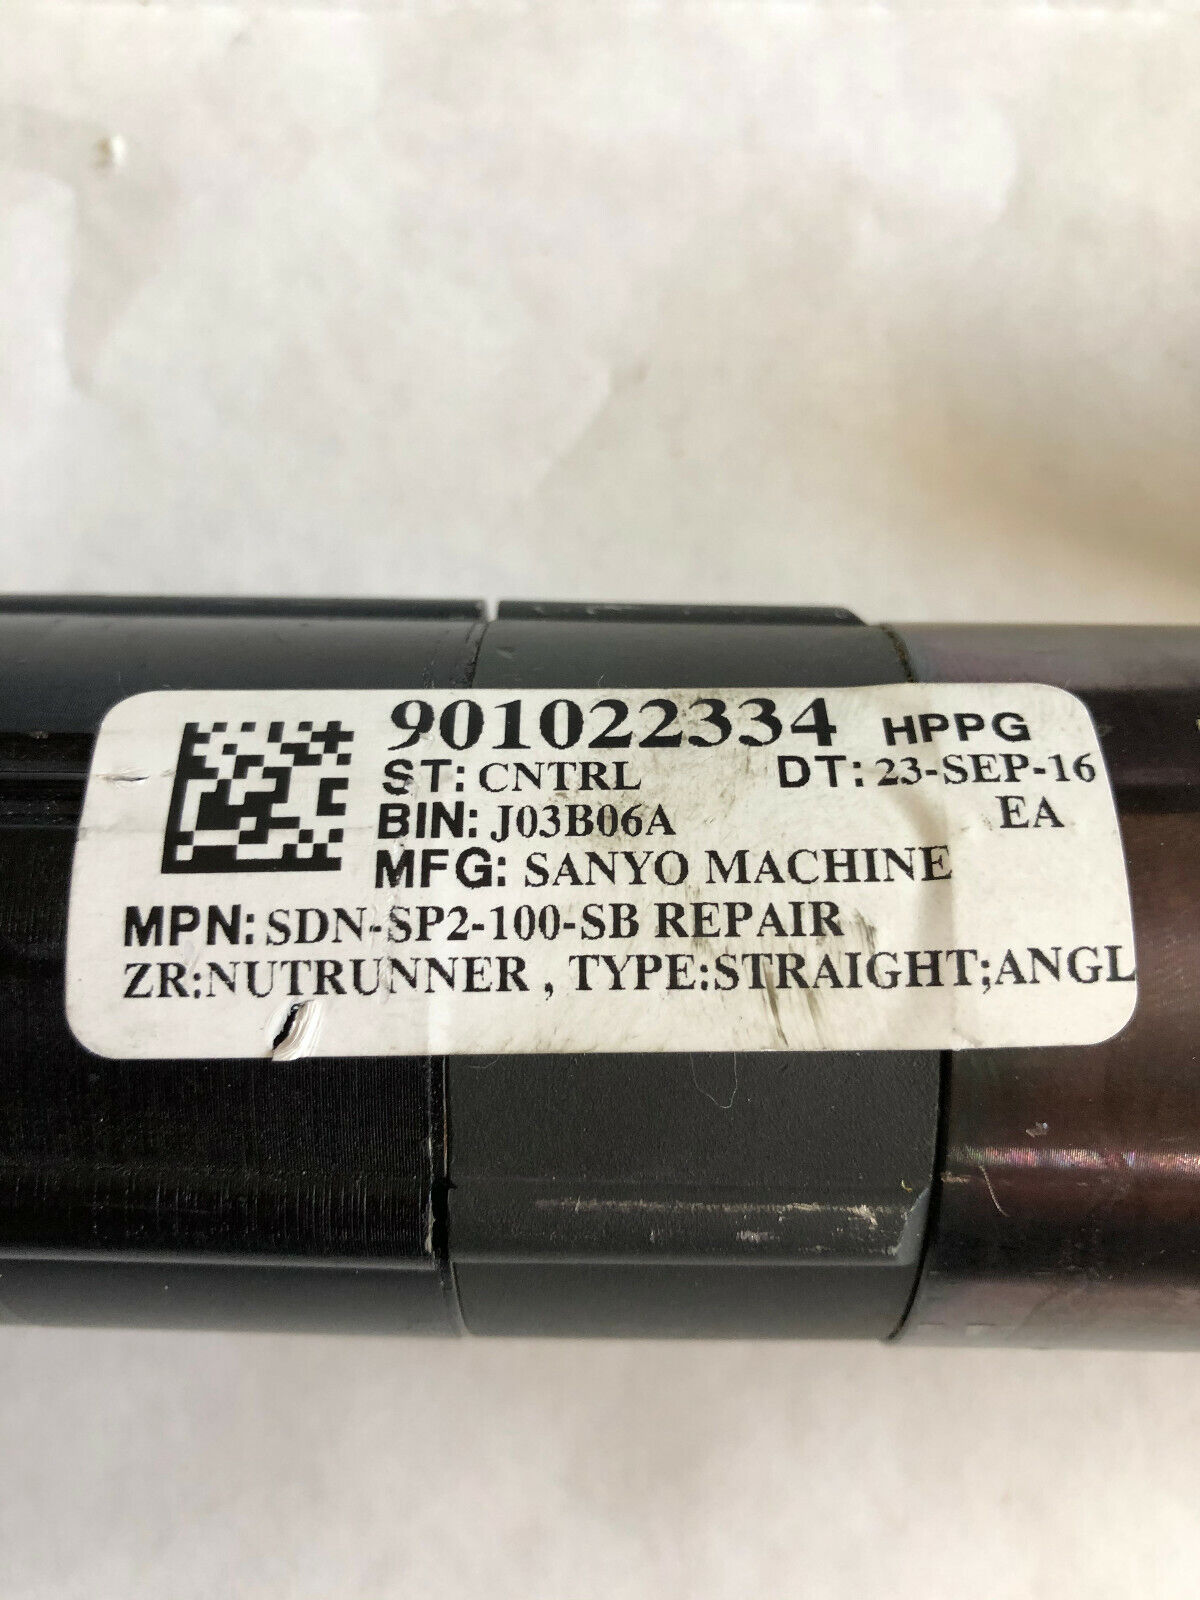 901022334 HPPG
ST: CNTRL DT: 23-SEP-16
BIN: J03B06A EA
MFG: SANYO MACHINE
MPN: SDN-SP2-100-SB REPAIR
ZR:NUTRUNNER , TYPE:STRAIGHT;ANGL